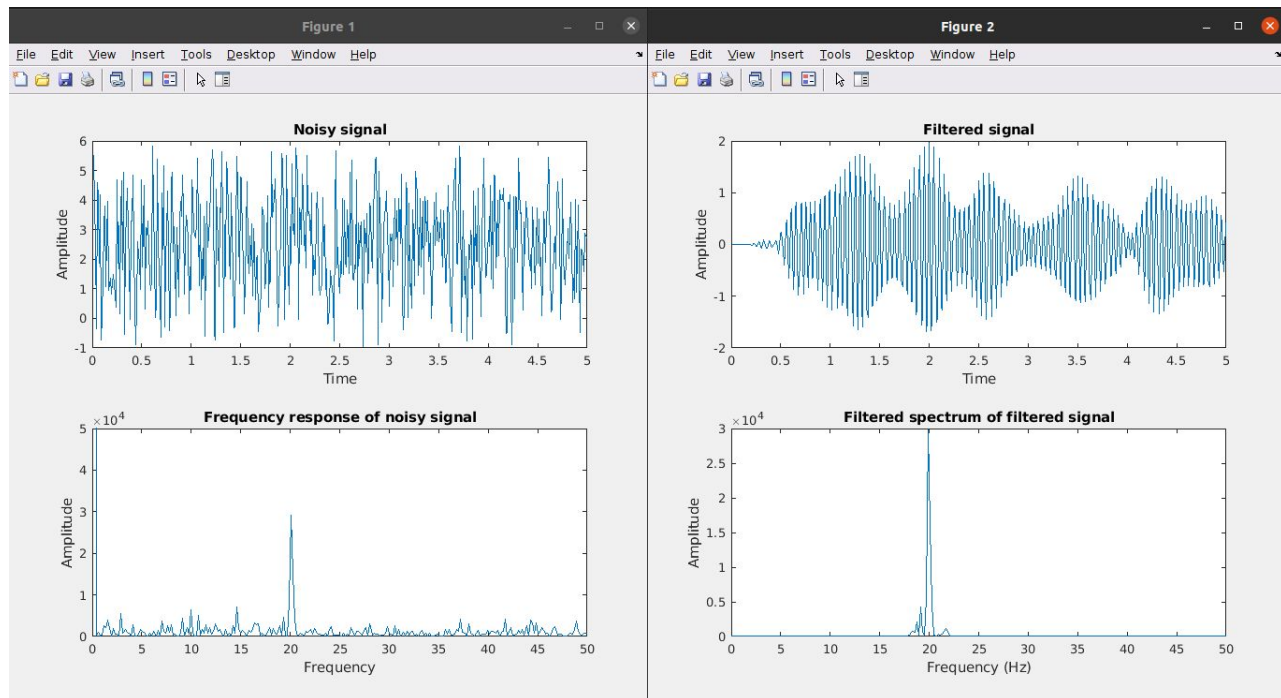 Figure 1
File Edit View Insert Tools Desktop Window Help
Noisy signal
6
5
4
3
2
1
0
-1
Amplitude
0 0.5 1 1.5 2 2.5 3 3.5 4 4.5 5
Time
Frequency response of noisy signal
×10^4
5
4
3
2
1
0
Amplitude
0 5 10 15 20 25 30 35 40 45 50
Frequency
Figure 2
File Edit View Insert Tools Desktop Window Help
Filtered signal
2
1
0
-1
-2
Amplitude
0 0.5 1 1.5 2 2.5 3 3.5 4 4.5 5
Time
Filtered spectrum of filtered signal
×10^4
3
2.5
2
1.5
1
0.5
0
Amplitude
0 5 10 15 20 25 30 35 40 45 50
Frequency (Hz)